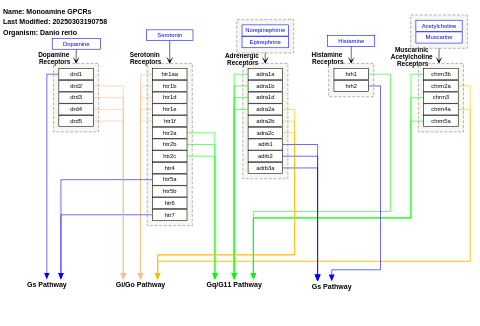 Name: Monoamine GPCRs
Last Modified: 20250303190758
Organism: Danio rerio
Dopamine
Serotonin
Norepinephrine
Epinephrine
Histamine
Acetylcholine
Muscarine
Dopamine
Receptors
Serotonin
Receptors
Adrenergic
Receptors
Histamine
Receptors
Muscarinic
Acetylcholine
Receptors
drd1
drd2
drd3
drd4
drd5
htr1aa
htr1b
htr1d
htr1e
htr1f
htr2a
htr2b
htr2c
htr4
htr5a
htr5b
htr6
htr7
adra1a
adra1b
adra1d
adra2a
adra2b
adra2c
adrb1
adrb2
adrb3a
hrh1
hrh2
chrm3b
chrm2a
chrm3
chrm4a
chrm5a
Gs Pathway
Gi/Go Pathway
Gq/G11 Pathway
Gs Pathway